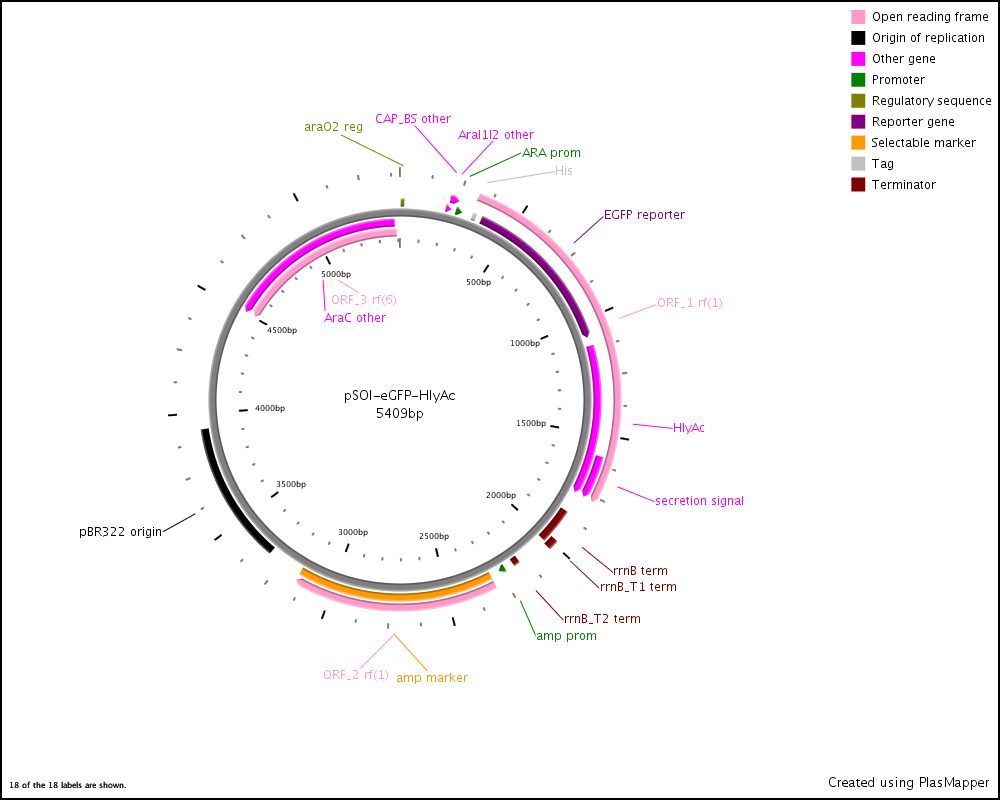 Open reading frame
Origin of replication
Other gene
Promoter
Regulatory sequence
Reporter gene
Selectable marker
Tag
Terminator
araO2 reg
CAP_BS other
AraI1I2 other
ARA prom
His
EGFP reporter
ORF_1 rf(1)
HlyAc
secretion signal
rrnB term
rrnB_T1 term
rrnB_T2 term
amp prom
amp marker
ORF_2 rf(1)
pBR322 origin
ORF_3 rf(6)
AraC other
500bp
1000bp
1500bp
2000bp
2500bp
3000bp
3500bp
4000bp
4500bp
5000bp
pSOI-eGFP-HlyAc
5409bp
18 of the 18 labels are shown.
Created using PlasMapper